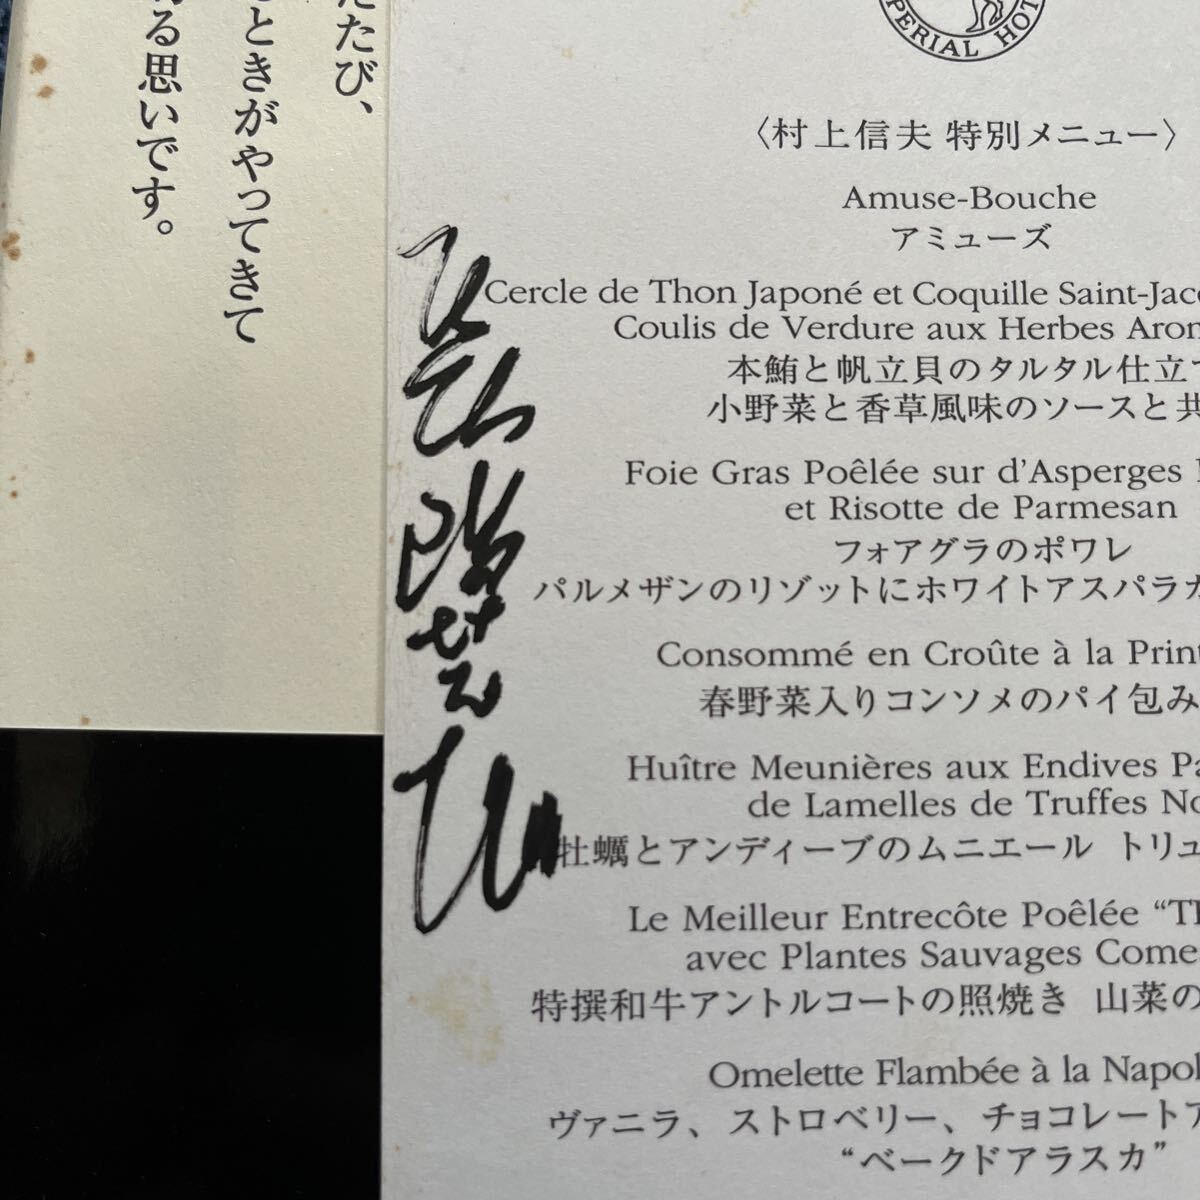 たび、
ときがやってきて
る思いです。
PERIAL HOT
〈村上信夫 特別メニュー〉
Amuse-Bouche
アミューズ
Cercle de Thon Japoné et Coquille Saint-Jac
Coulis de Verdure aux Herbes Arom
本鮪と帆立貝のタルタル仕立て
小野菜と香草風味のソースと共
Foie Gras Poêlée sur d'Asperges
et Risotte de Parmesan
フォアグラのポワレ
パルメザンのリゾットにホワイトアスパラガ
Consommé en Croûte à la Print
春野菜入りコンソメのパイ包み
Huître Meunières aux Endives Pa
de Lamelles de Truffes No
牡蠣とアンディーブのムニエール トリュ
Le Meilleur Entrecôte Poêlée “TE
avec Plantes Sauvages Come
特撰和牛アントルコートの照焼き 山菜の
Omelette Flambée à la Napol
ヴァニラ、ストロベリー、チョコレートア
“ベークドアラスカ”